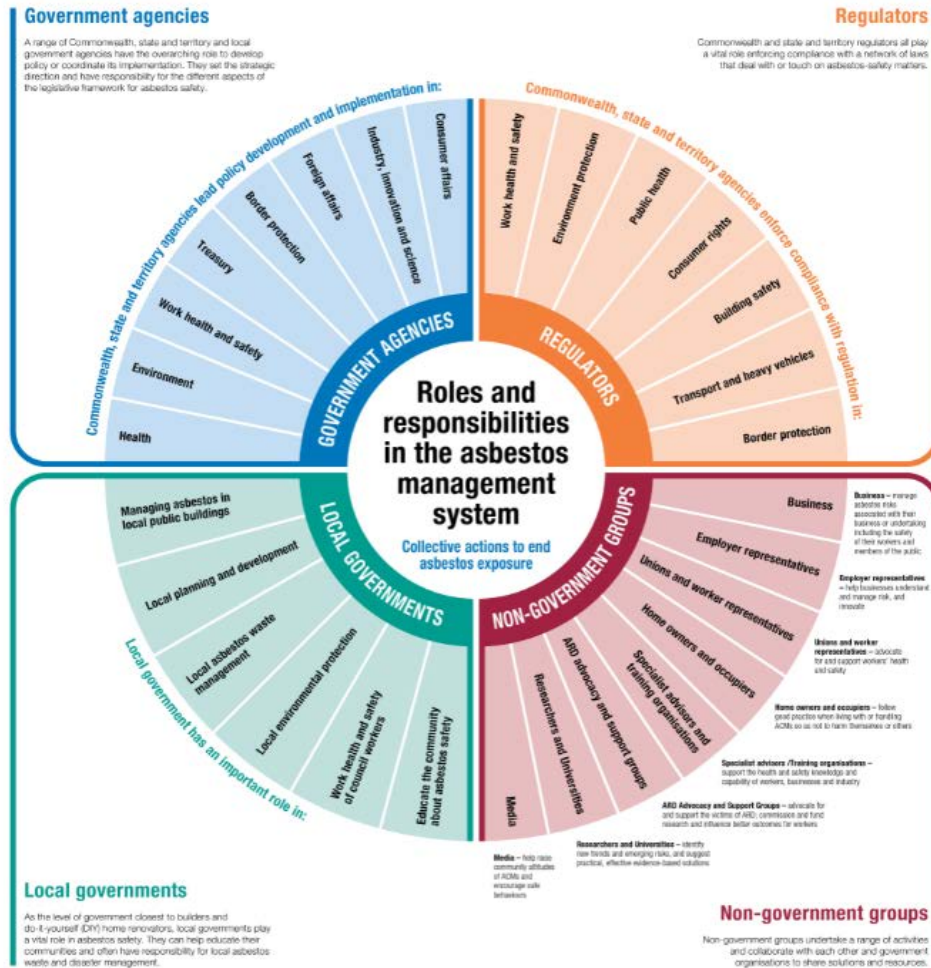 Government agencies
A range of Commonwealth, state and territory and local
government agencies have the overarching role to develop
policy or coordinate its implementation. They set the strategic
direction and have responsibility for the different aspects of
the legislative framework for asbestos safety.
Regulators
Commonwealth and state and territory regulators all play
a vital role enforcing compliance with a network of laws
that deal with or touch on asbestos-safety matters.
Commonwealth, state and territory agencies lead policy development and implementation in:
Health
Environment
Work health and safety
Treasury
Border protection
Foreign affairs
Industry, innovation and science
Consumer affairs
GOVERNMENT AGENCIES
Commonwealth, state and territory agencies enforce compliance with regulation in:
Work health and safety
Environment protection
Public health
Consumer rights
Building safety
Transport and heavy vehicles
Border protection
REGULATORS
Roles and
responsibilities
in the asbestos
management
system
Collective actions to end
asbestos exposure
LOCAL GOVERNMENTS
Managing asbestos in
local public buildings
Local planning and development
Local asbestos waste
management
Local environmental protection
Work health and safety
of council workers
Educate the community
about asbestos safety
Local government has an important role in:
NON-GOVERNMENT GROUPS
Business
Employer representatives
Unions and worker representatives
Home owners and occupiers
Specialist advisors and
training organisations
ARD advocacy and support groups
Researchers and Universities
Media
Business – manage
asbestos risks
associated with their
business or undertaking
including the safety
of their workers and
members of the public
Employer representatives
– help businesses understand
and manage risk, and
innovate
Unions and worker
representatives – advocate
for and support workers' health
and safety
Home owners and occupiers – follow
good practice when living with or handling
ACMs so as not to harm themselves or others
Specialist advisors /Training organisations –
support the health and safety knowledge and
capability of workers, businesses and industry
ARD Advocacy and Support Groups – advocate for
and support the victims of ARD; commission and fund
research and influence better outcomes for workers
Researchers and Universities – identify
new trends and emerging risks, and suggest
practical, effective evidence-based solutions
Media – help raise
community attitudes
of ACMs and
encourage safe
behaviours
Local governments
As the level of government closest to builders and
do-it-yourself (DIY) home renovators, local governments play
a vital role in asbestos safety. They can help educate their
communities and often have responsibility for local asbestos
waste and disaster management.
Non-government groups
Non-government groups undertake a range of activities
and collaborate with each other and government
organisations to share solutions and resources.